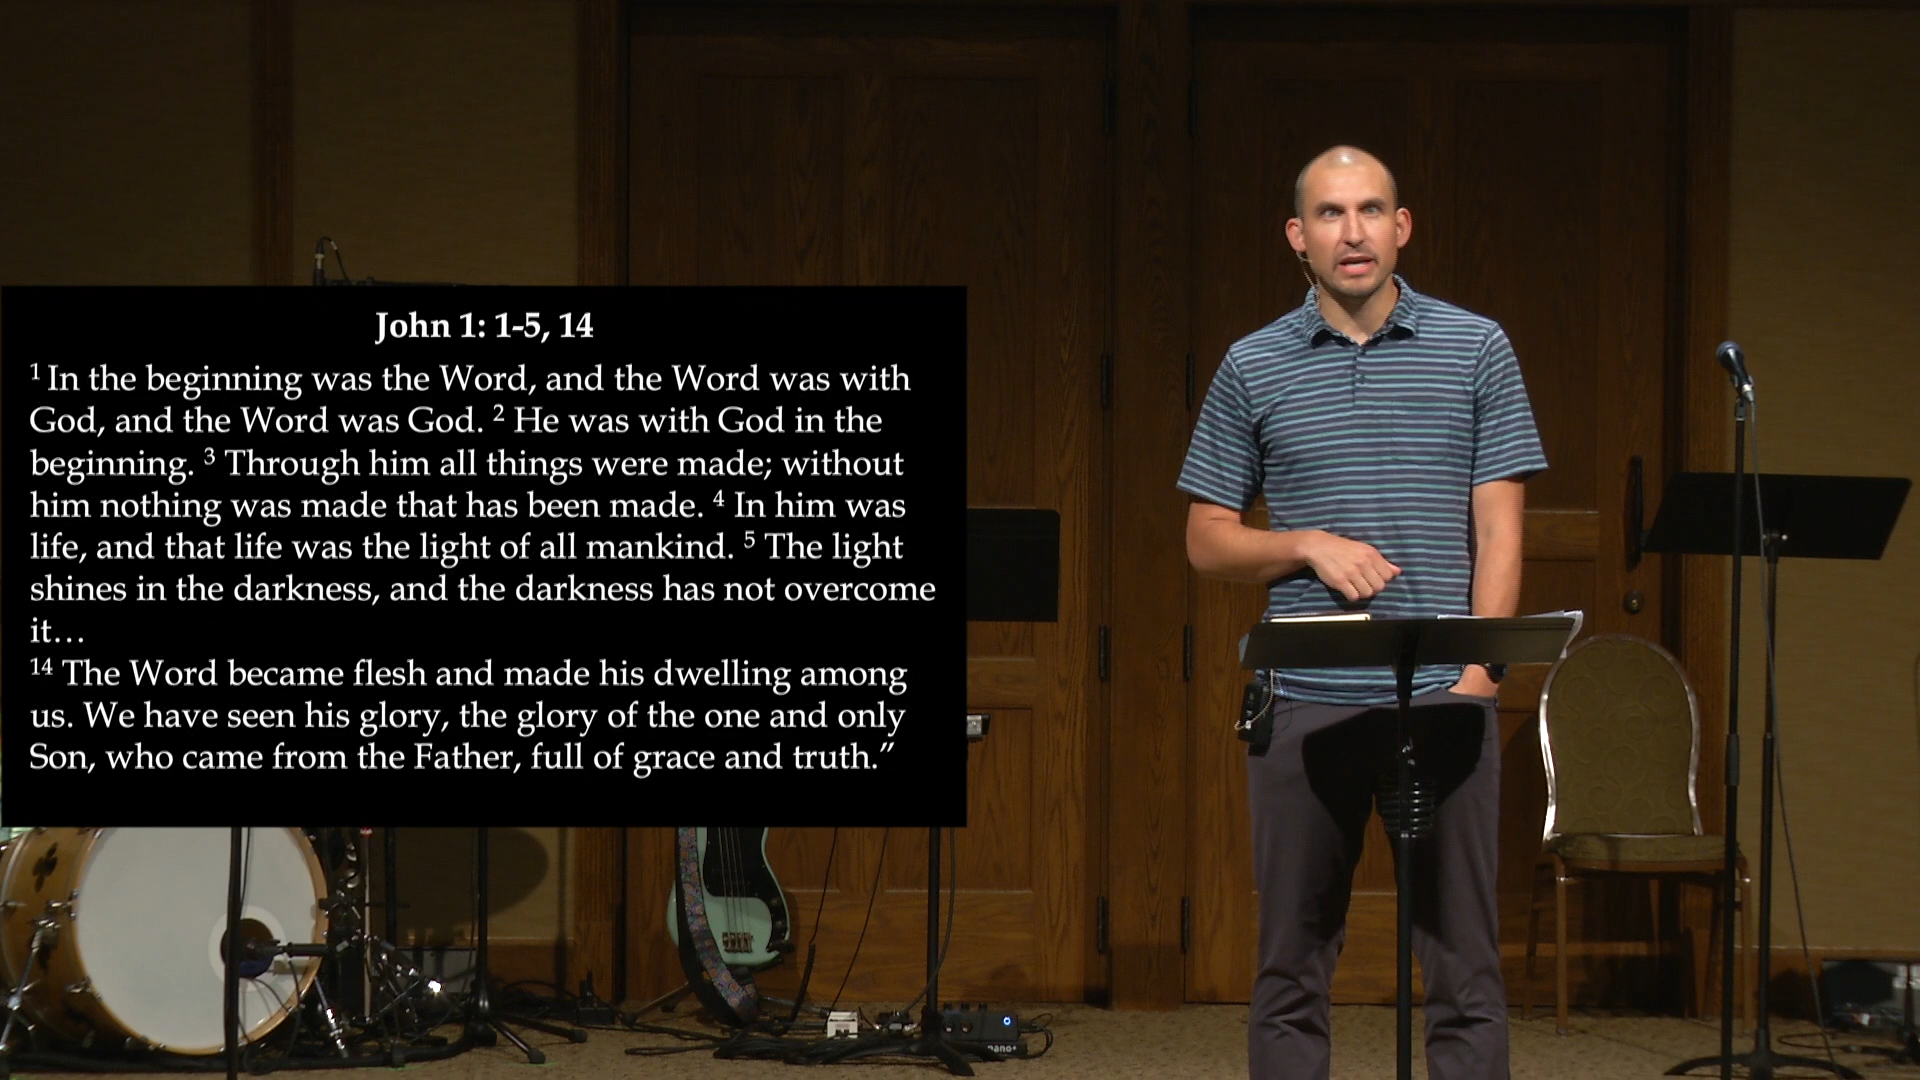 John 1: 1-5, 14
1 In the beginning was the Word, and the Word was with
God, and the Word was God. 2 He was with God in the
beginning. 3 Through him all things were made; without
him nothing was made that has been made. 4 In him was
life, and that life was the light of all mankind. 5 The light
shines in the darkness, and the darkness has not overcome
it…
14 The Word became flesh and made his dwelling among
us. We have seen his glory, the glory of the one and only
Son, who came from the Father, full of grace and truth.”
nano+